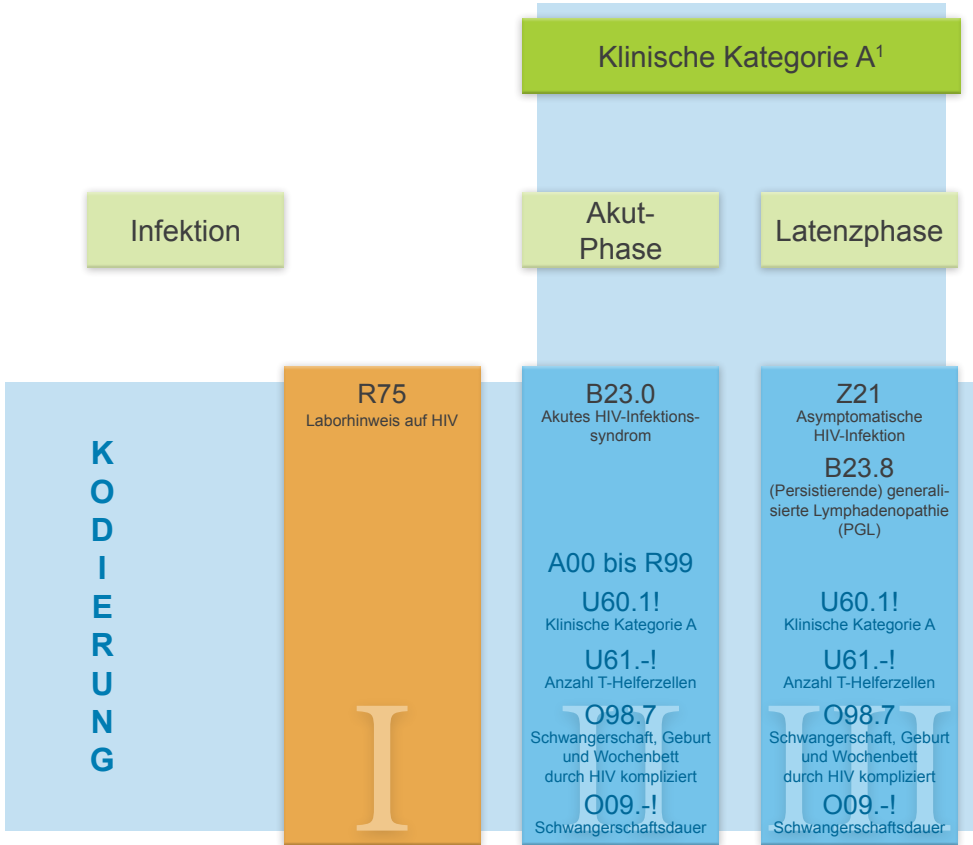 Klinische Kategorie A¹
Infektion
Akut-
Phase
Latenzphase
K
O
D
I
E
R
U
N
G
R75
Laborhinweis auf HIV
I
B23.0
Akutes HIV-Infektions-
syndrom
A00 bis R99
U60.1!
Klinische Kategorie A
U61.-!
Anzahl T-Helferzellen
O98.7
Schwangerschaft, Geburt
und Wochenbett
durch HIV kompliziert
O09.-!
Schwangerschaftsdauer
II
Z21
Asymptomatische
HIV-Infektion
B23.8
(Persistierende) generali-
sierte Lymphadenopathie
(PGL)
U60.1!
Klinische Kategorie A
U61.-!
Anzahl T-Helferzellen
O98.7
Schwangerschaft, Geburt
und Wochenbett
durch HIV kompliziert
O09.-!
Schwangerschaftsdauer
III